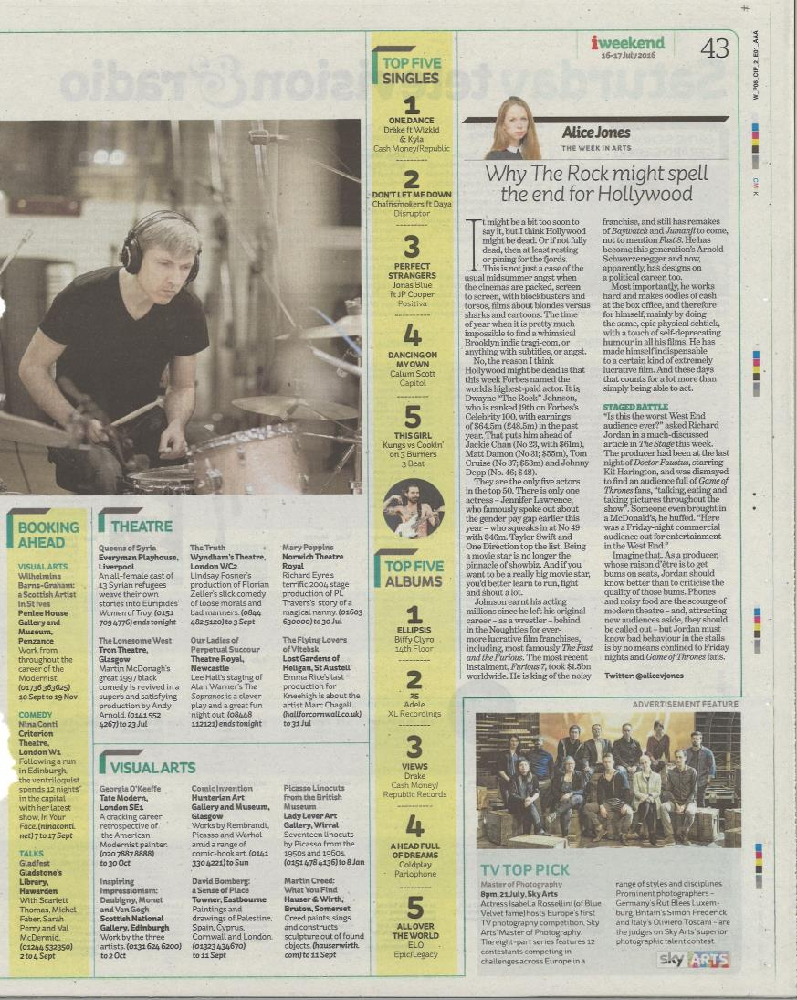 iweekend
16-17 July 2016
43
W_P08_CIP_2_E01_AAA
CMYK
TOP FIVE
SINGLES
1
ONE DANCE
Drake ft Wizkid
& Kyla
Cash Money/Republic
2
DON'T LET ME DOWN
Chainsmokers ft Daya
Disruptor
3
PERFECT
STRANGERS
Jonas Blue
ft JP Cooper
Positiva
4
DANCING ON
MY OWN
Calum Scott
Capitol
5
THIS GIRL
Kungs vs Cookin'
on 3 Burners
3 Beat
TOP FIVE
ALBUMS
1
ELLIPSIS
Biffy Clyro
14th Floor
2
25
Adele
XL Recordings
3
VIEWS
Drake
Cash Money/
Republic Records
4
A HEAD FULL
OF DREAMS
Coldplay
Parlophone
5
ALL OVER
THE WORLD
ELO
Epic/Legacy
Alice Jones
THE WEEK IN ARTS
Why The Rock might spell
the end for Hollywood
It might be a bit too soon to
say it, but I think Hollywood
might be dead. Or if not fully
dead, then at least resting
or pining for the fjords.
This is not just a case of the
usual midsummer angst when
the cinemas are packed, screen
to screen, with blockbusters and
torsos, films about blondes versus
sharks and cartoons. The time
of year when it is pretty much
impossible to find a whimsical
Brooklyn indie tragi-com, or
anything with subtitles, or angst.
No, the reason I think
Hollywood might be dead is that
this week Forbes named the
world's highest-paid actor. It is
Dwayne "The Rock" Johnson,
who is ranked 19th on Forbes's
Celebrity 100, with earnings
of $64.5m (£48.5m) in the past
year. That puts him ahead of
Jackie Chan (No 23, with $61m),
Matt Damon (No 31; $55m), Tom
Cruise (No 37; $53m) and Johnny
Depp (No. 46; $48).
They are the only five actors
in the top 50. There is only one
actress – Jennifer Lawrence,
who famously spoke out about
the gender pay gap earlier this
year – who squeaks in at No 49
with $46m. Taylor Swift and
One Direction top the list. Being
a movie star is no longer the
pinnacle of showbiz. And if you
want to be a really big movie star,
you'd better learn to run, fight
and shout a lot.
Johnson earnt his acting
millions since he left his original
career – as a wrestler – behind
in the Noughties for ever-
more lucrative film franchises,
including, most famously The Fast
and the Furious. The most recent
instalment, Furious 7, took $1.5bn
worldwide. He is king of the noisy
franchise, and still has remakes
of Baywatch and Jumanji to come,
not to mention Fast 8. He has
become this generation's Arnold
Schwarzenegger and now,
apparently, has designs on
a political career, too.
Most importantly, he works
hard and makes oodles of cash
at the box office, and therefore
for himself, mainly by doing
the same, epic physical schtick,
with a touch of self-deprecating
humour in all his films. He has
made himself indispensable
to a certain kind of extremely
lucrative film. And these days
that counts for a lot more than
simply being able to act.
STAGED BATTLE
"Is this the worst West End
audience ever?" asked Richard
Jordan in a much-discussed
article in The Stage this week.
The producer had been at the last
night of Doctor Faustus, starring
Kit Harington, and was dismayed
to find an audience full of Game of
Thrones fans, "talking, eating and
taking pictures throughout the
show". Someone even brought in
a McDonald's, he huffed. "Here
was a Friday-night commercial
audience out for entertainment
in the West End."
Imagine that. As a producer,
whose raison d'être is to get
bums on seats, Jordan should
know better than to criticise the
quality of those bums. Phones
and noisy food are the scourge of
modern theatre – and, attracting
new audiences aside, they should
be called out – but Jordan must
know bad behaviour in the stalls
is by no means confined to Friday
nights and Game of Thrones fans.
Twitter: @alicevjones
BOOKING
AHEAD
VISUAL ARTS
Wilhelmina
Barns-Graham:
a Scottish Artist
in St Ives
Penlee House
Gallery and
Museum,
Penzance
Work from
throughout the
career of the
Modernist.
(01736 363625)
10 Sept to 19 Nov
COMEDY
Nina Conti
Criterion
Theatre,
London W1
Following a run
in Edinburgh,
the ventriloquist
spends 12 nights
in the capital
with her latest
show, In Your
Face. (ninaconti.
net) 7 to 17 Sept
TALKS
Gladfest
Gladstone's
Library,
Hawarden
With Scarlett
Thomas, Michel
Faber, Sarah
Perry and Val
McDermid.
(01244 532350)
2 to 4 Sept
THEATRE
Queens of Syria
Everyman Playhouse,
Liverpool
An all-female cast of
13 Syrian refugees
weave their own
stories into Euripides'
Women of Troy. (0151
709 4776) ends tonight
The Lonesome West
Tron Theatre,
Glasgow
Martin McDonagh's
great 1997 black
comedy is revived in a
superb and satisfying
production by Andy
Arnold. (0141 552
4267) to 23 Jul
The Truth
Wyndham's Theatre,
London WC2
Lindsay Posner's
production of Florian
Zeller's slick comedy
of loose morals and
bad manners. (0844
482 5120) to 3 Sept
Our Ladies of
Perpetual Succour
Theatre Royal,
Newcastle
Lee Hall's staging of
Alan Warner's The
Sopranos is a clever
play and a great fun
night out. (08448
112121) ends tonight
Mary Poppins
Norwich Theatre
Royal
Richard Eyre's
terrific 2004 stage
production of PL
Travers's story of a
magical nanny. (01603
630000) to 30 Jul
The Flying Lovers
of Vitebsk
Lost Gardens of
Heligan, St Austell
Emma Rice's last
production for
Kneehigh is about the
artist Marc Chagall.
(hallforcornwall.co.uk)
to 31 Jul
VISUAL ARTS
Georgia O'Keeffe
Tate Modern,
London SE1
A cracking career
retrospective of
the American
Modernist painter.
(020 7887 8888)
to 30 Oct
Inspiring
Impressionism:
Daubigny, Monet
and Van Gogh
Scottish National
Gallery, Edinburgh
Work by the three
artists. (0131 624 6200)
to 2 Oct
Comic Invention
Hunterian Art
Gallery and Museum,
Glasgow
Works by Rembrandt,
Picasso and Warhol
amid a range of
comic-book art. (0141
330 4221) to Sun
David Bomberg:
a Sense of Place
Towner, Eastbourne
Paintings and
drawings of Palestine,
Spain, Cyprus,
Cornwall and London.
(01323 434670)
to 11 Sept
Picasso Linocuts
from the British
Museum
Lady Lever Art
Gallery, Wirral
Seventeen linocuts
by Picasso from the
1950s and 1960s.
(0151 478 4136) to 8 Jan
Martin Creed:
What You Find
Hauser & Wirth,
Bruton, Somerset
Creed paints, sings
and constructs
sculpture out of found
objects. (hauserwirth.
com) to 11 Sept
ADVERTISEMENT FEATURE
TV TOP PICK
Master of Photography
8pm, 21 July, Sky Arts
Actress Isabella Rossellini (of Blue
Velvet fame) hosts Europe's first
TV photography competition, Sky
Arts' Master of Photography.
The eight-part series features 12
contestants competing in
challenges across Europe in a
range of styles and disciplines.
Prominent photographers –
Germany's Rut Blees Luxem-
burg, Britain's Simon Frederick
and Italy's Oliviero Toscani – are
the judges on Sky Arts' superior
photographic talent contest.
sky ARTS